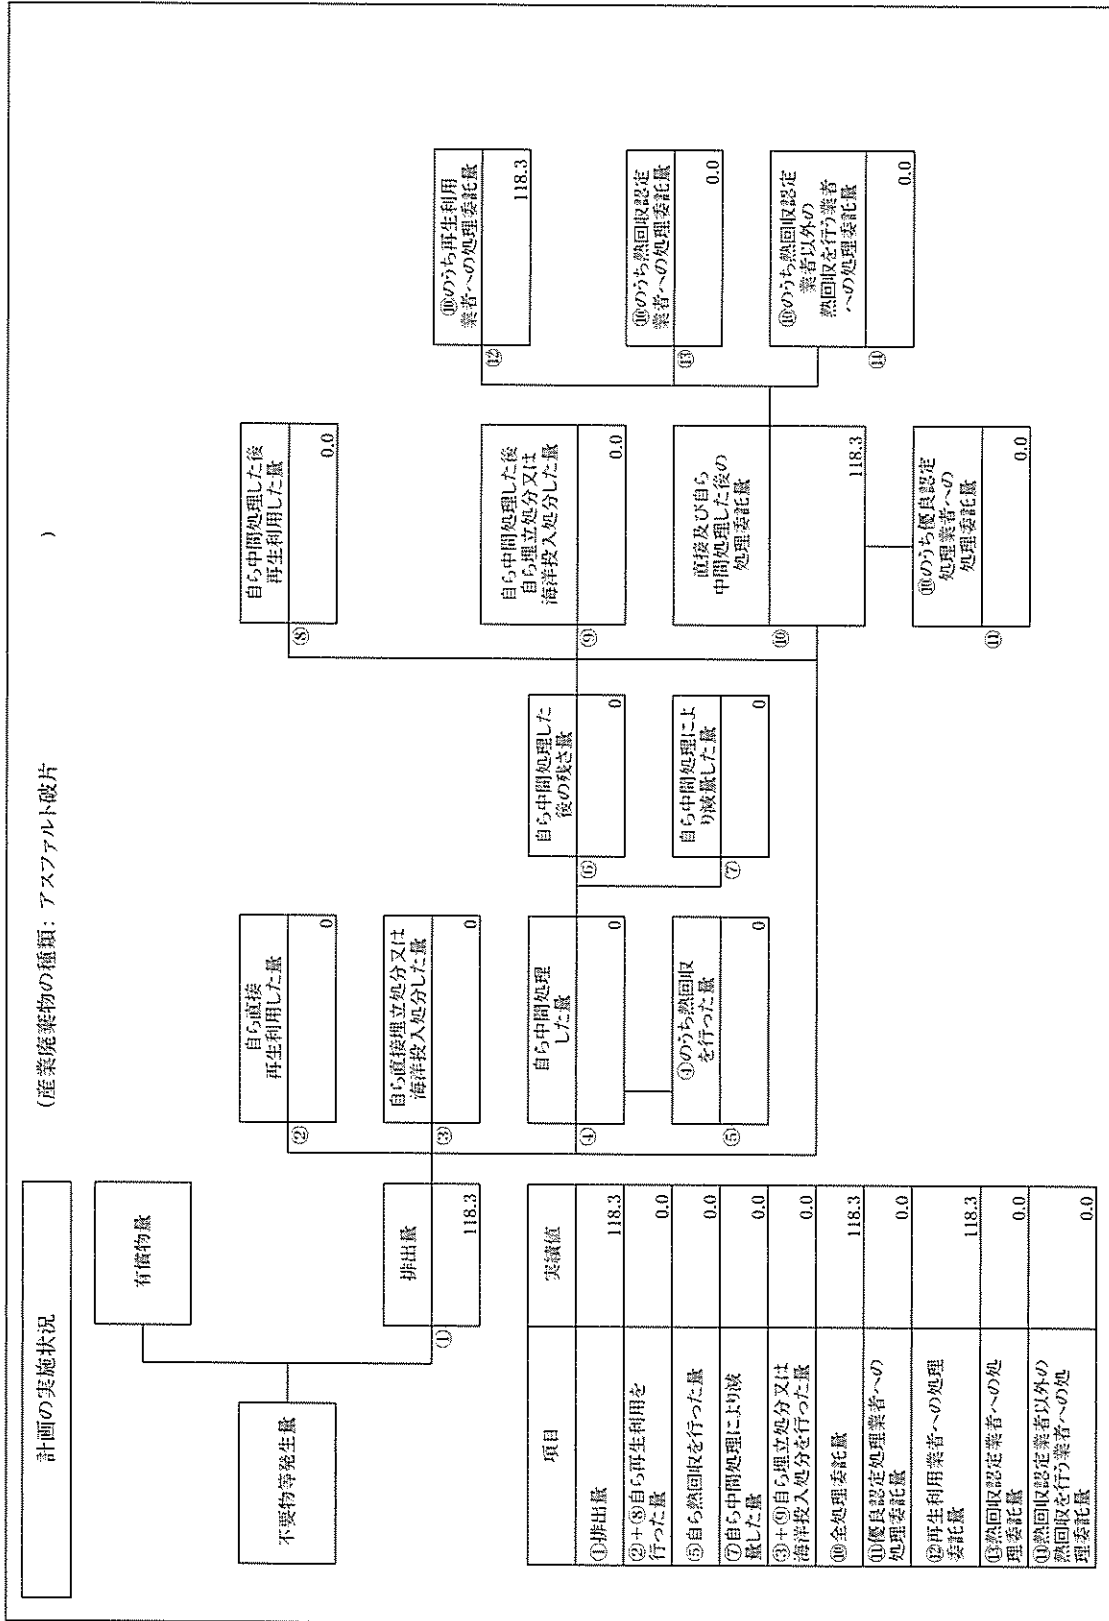 計画の実施状況
(産業廃棄物の種類: アスファルト破片 )
不要物等発生量
有償物量
①
排出量
118.3
②
自ら直接
再生利用した量
0
③
自ら直接埋立処分又は
海洋投入処分した量
0
④
自ら中間処理
した量
0
⑤
④のうち熱回収
を行った量
0
⑥
自ら中間処理した
後の残さ量
0
⑦
自ら中間処理によ
り減量した量
0
⑧
自ら中間処理した後
再生利用した量
0.0
⑨
自ら中間処理した後
自ら埋立処分又は
海洋投入処分した量
0.0
⑩
直接及び自ら
中間処理した後の
処理委託量
118.3
⑪
⑩のうち優良認定
処理業者への
処理委託量
0.0
⑫
⑩のうち再生利用
業者への処理委託量
118.3
⑬
⑩のうち熱回収認定
業者への処理委託量
0.0
⑭
⑩のうち熱回収認定
業者以外の
熱回収を行う業者
への処理委託量
0.0
項目 実績値
①排出量 118.3
②+⑧自ら再生利用を
行った量 0.0
⑤自ら熱回収を行った量 0.0
⑦自ら中間処理により減
量した量 0.0
③+⑨自ら埋立処分又は
海洋投入処分を行った量 0.0
⑩全処理委託量 118.3
⑪優良認定処理業者への
処理委託量 0.0
⑫再生利用業者への処理
委託量 118.3
⑬熱回収認定業者への処
理委託量 0.0
⑭熱回収認定業者以外の
熱回収を行う業者への処
理委託量 0.0